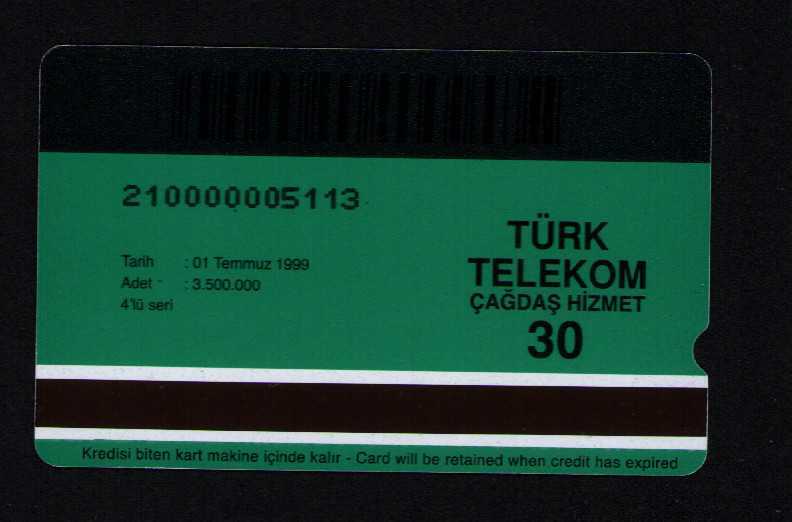 210000005113
Tarih : 01 Temmuz 1999
Adet : 3.500.000
4'lü seri
TÜRK
TELEKOM
ÇAĞDAŞ HİZMET
30
Kredisi biten kart makine içinde kalır - Card will be retained when credit has expired